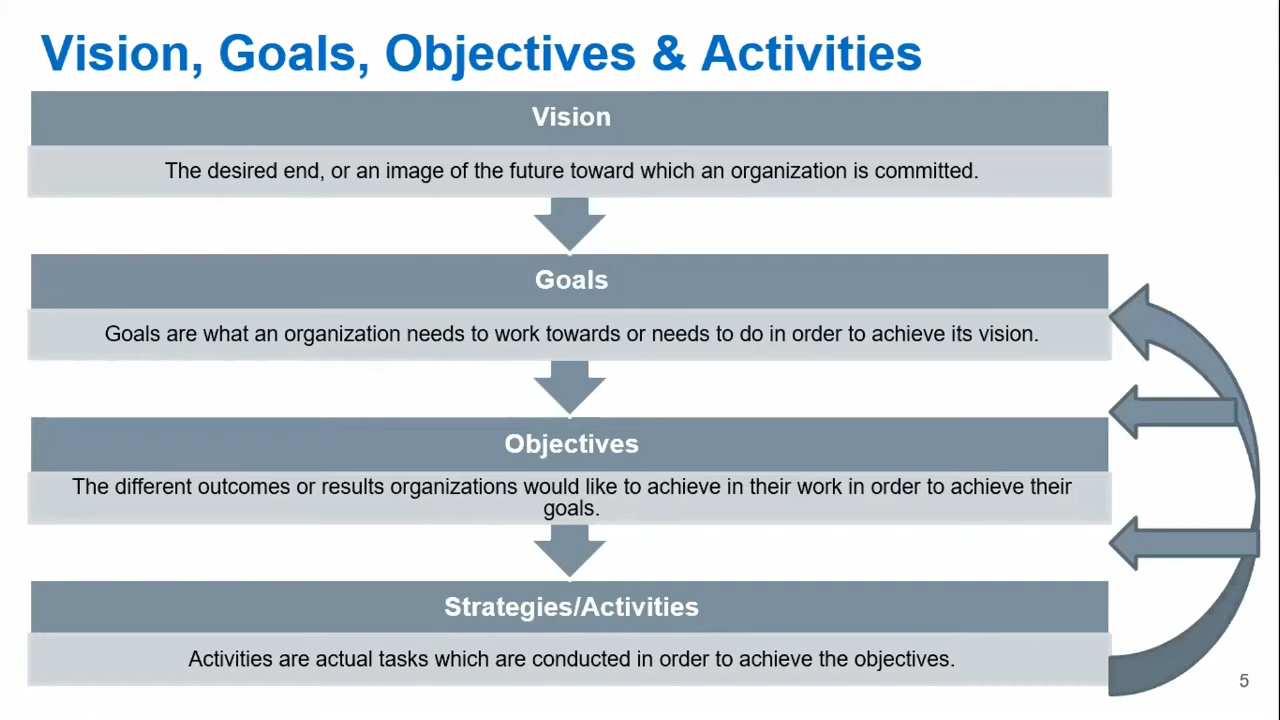 Vision, Goals, Objectives & Activities
Vision
The desired end, or an image of the future toward which an organization is committed.
Goals
Goals are what an organization needs to work towards or needs to do in order to achieve its vision.
Objectives
The different outcomes or results organizations would like to achieve in their work in order to achieve their
goals.
Strategies/Activities
Activities are actual tasks which are conducted in order to achieve the objectives.
5